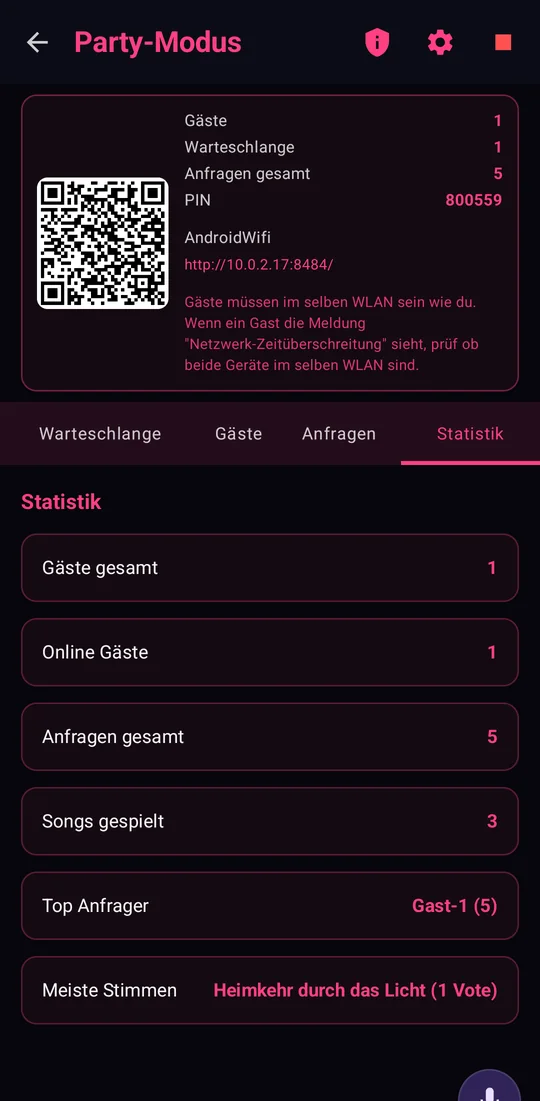 Party-Modus
Gäste 1
Warteschlange 1
Anfragen gesamt 5
PIN 800559
AndroidWifi
http://10.0.2.17:8484/
Gäste müssen im selben WLAN sein wie du.
Wenn ein Gast die Meldung
"Netzwerk-Zeitüberschreitung" sieht, prüf ob
beide Geräte im selben WLAN sind.
Warteschlange Gäste Anfragen Statistik
Statistik
Gäste gesamt 1
Online Gäste 1
Anfragen gesamt 5
Songs gespielt 3
Top Anfrager Gast-1 (5)
Meiste Stimmen Heimkehr durch das Licht (1 Vote)